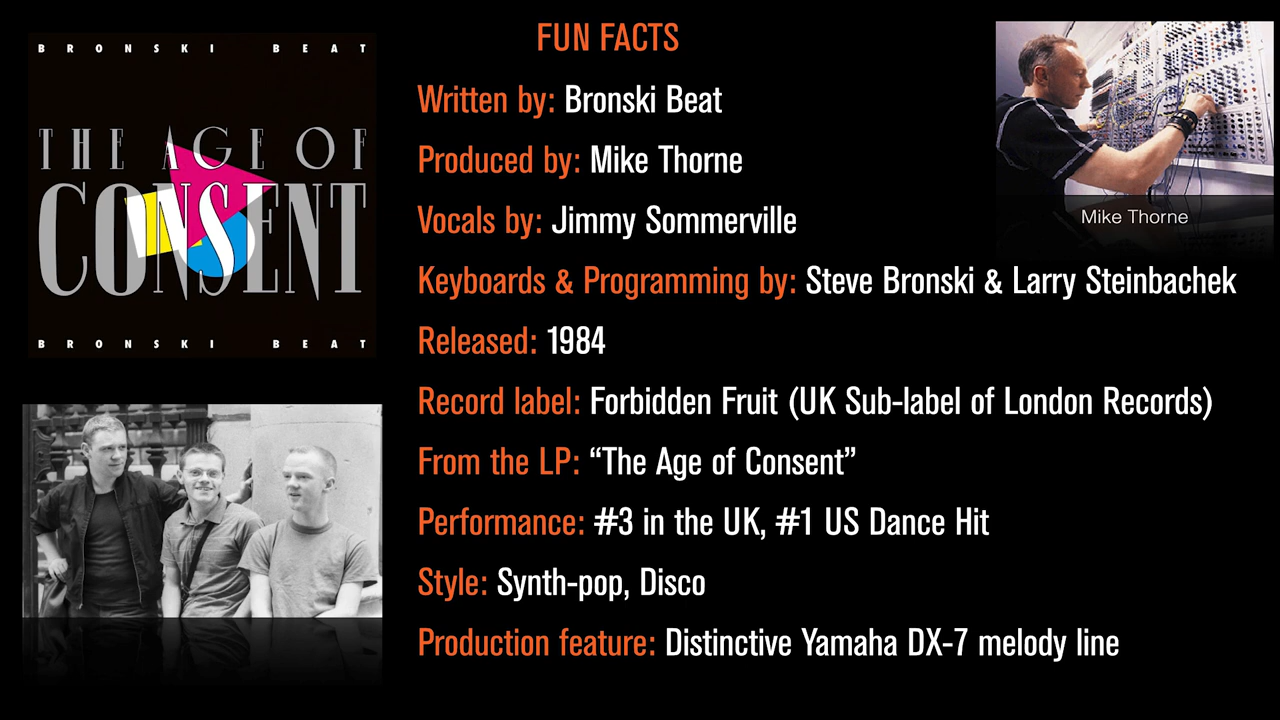 BRONSKI BEAT
THE AGE OF
CONSENT
BRONSKI BEAT
FUN FACTS
Written by: Bronski Beat
Produced by: Mike Thorne
Vocals by: Jimmy Sommerville
Keyboards & Programming by: Steve Bronski & Larry Steinbachek
Released: 1984
Record label: Forbidden Fruit (UK Sub-label of London Records)
From the LP: “The Age of Consent”
Performance: #3 in the UK, #1 US Dance Hit
Style: Synth-pop, Disco
Production feature: Distinctive Yamaha DX-7 melody line
Mike Thorne